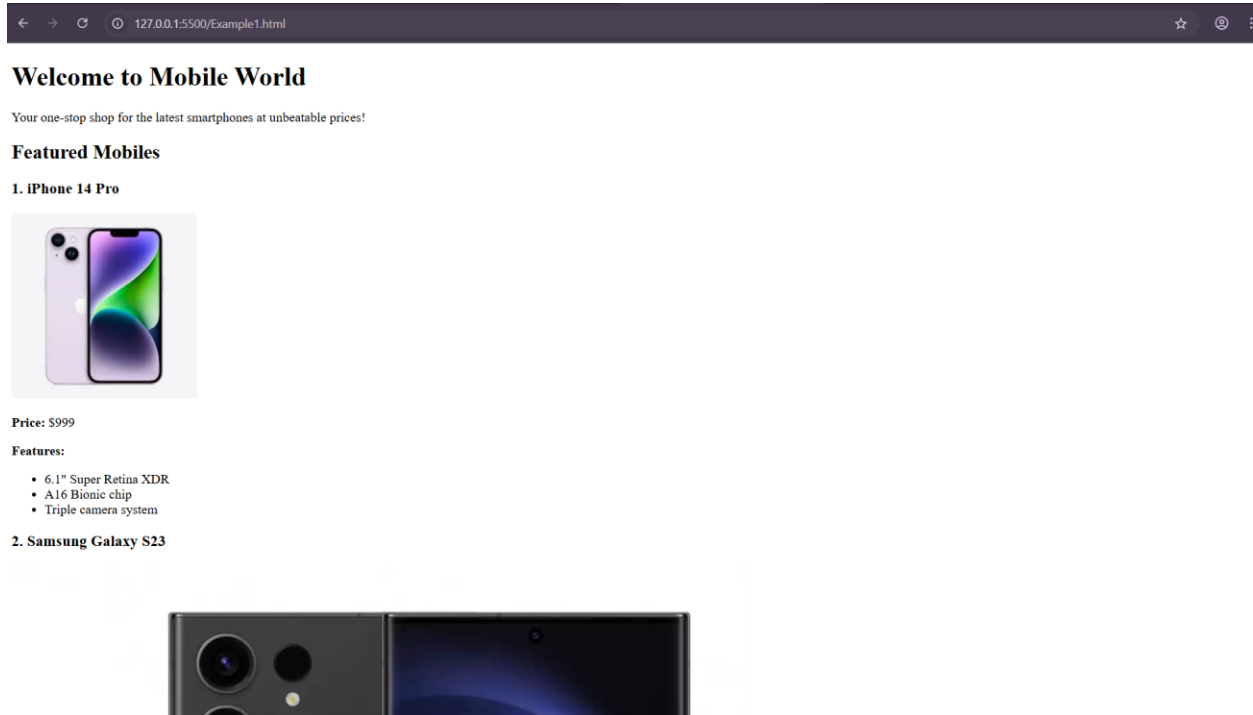 127.0.0.1:5500/Example1.html
Welcome to Mobile World
Your one-stop shop for the latest smartphones at unbeatable prices!
Featured Mobiles
1. iPhone 14 Pro
Price: $999
Features:
• 6.1" Super Retina XDR
• A16 Bionic chip
• Triple camera system
2. Samsung Galaxy S23